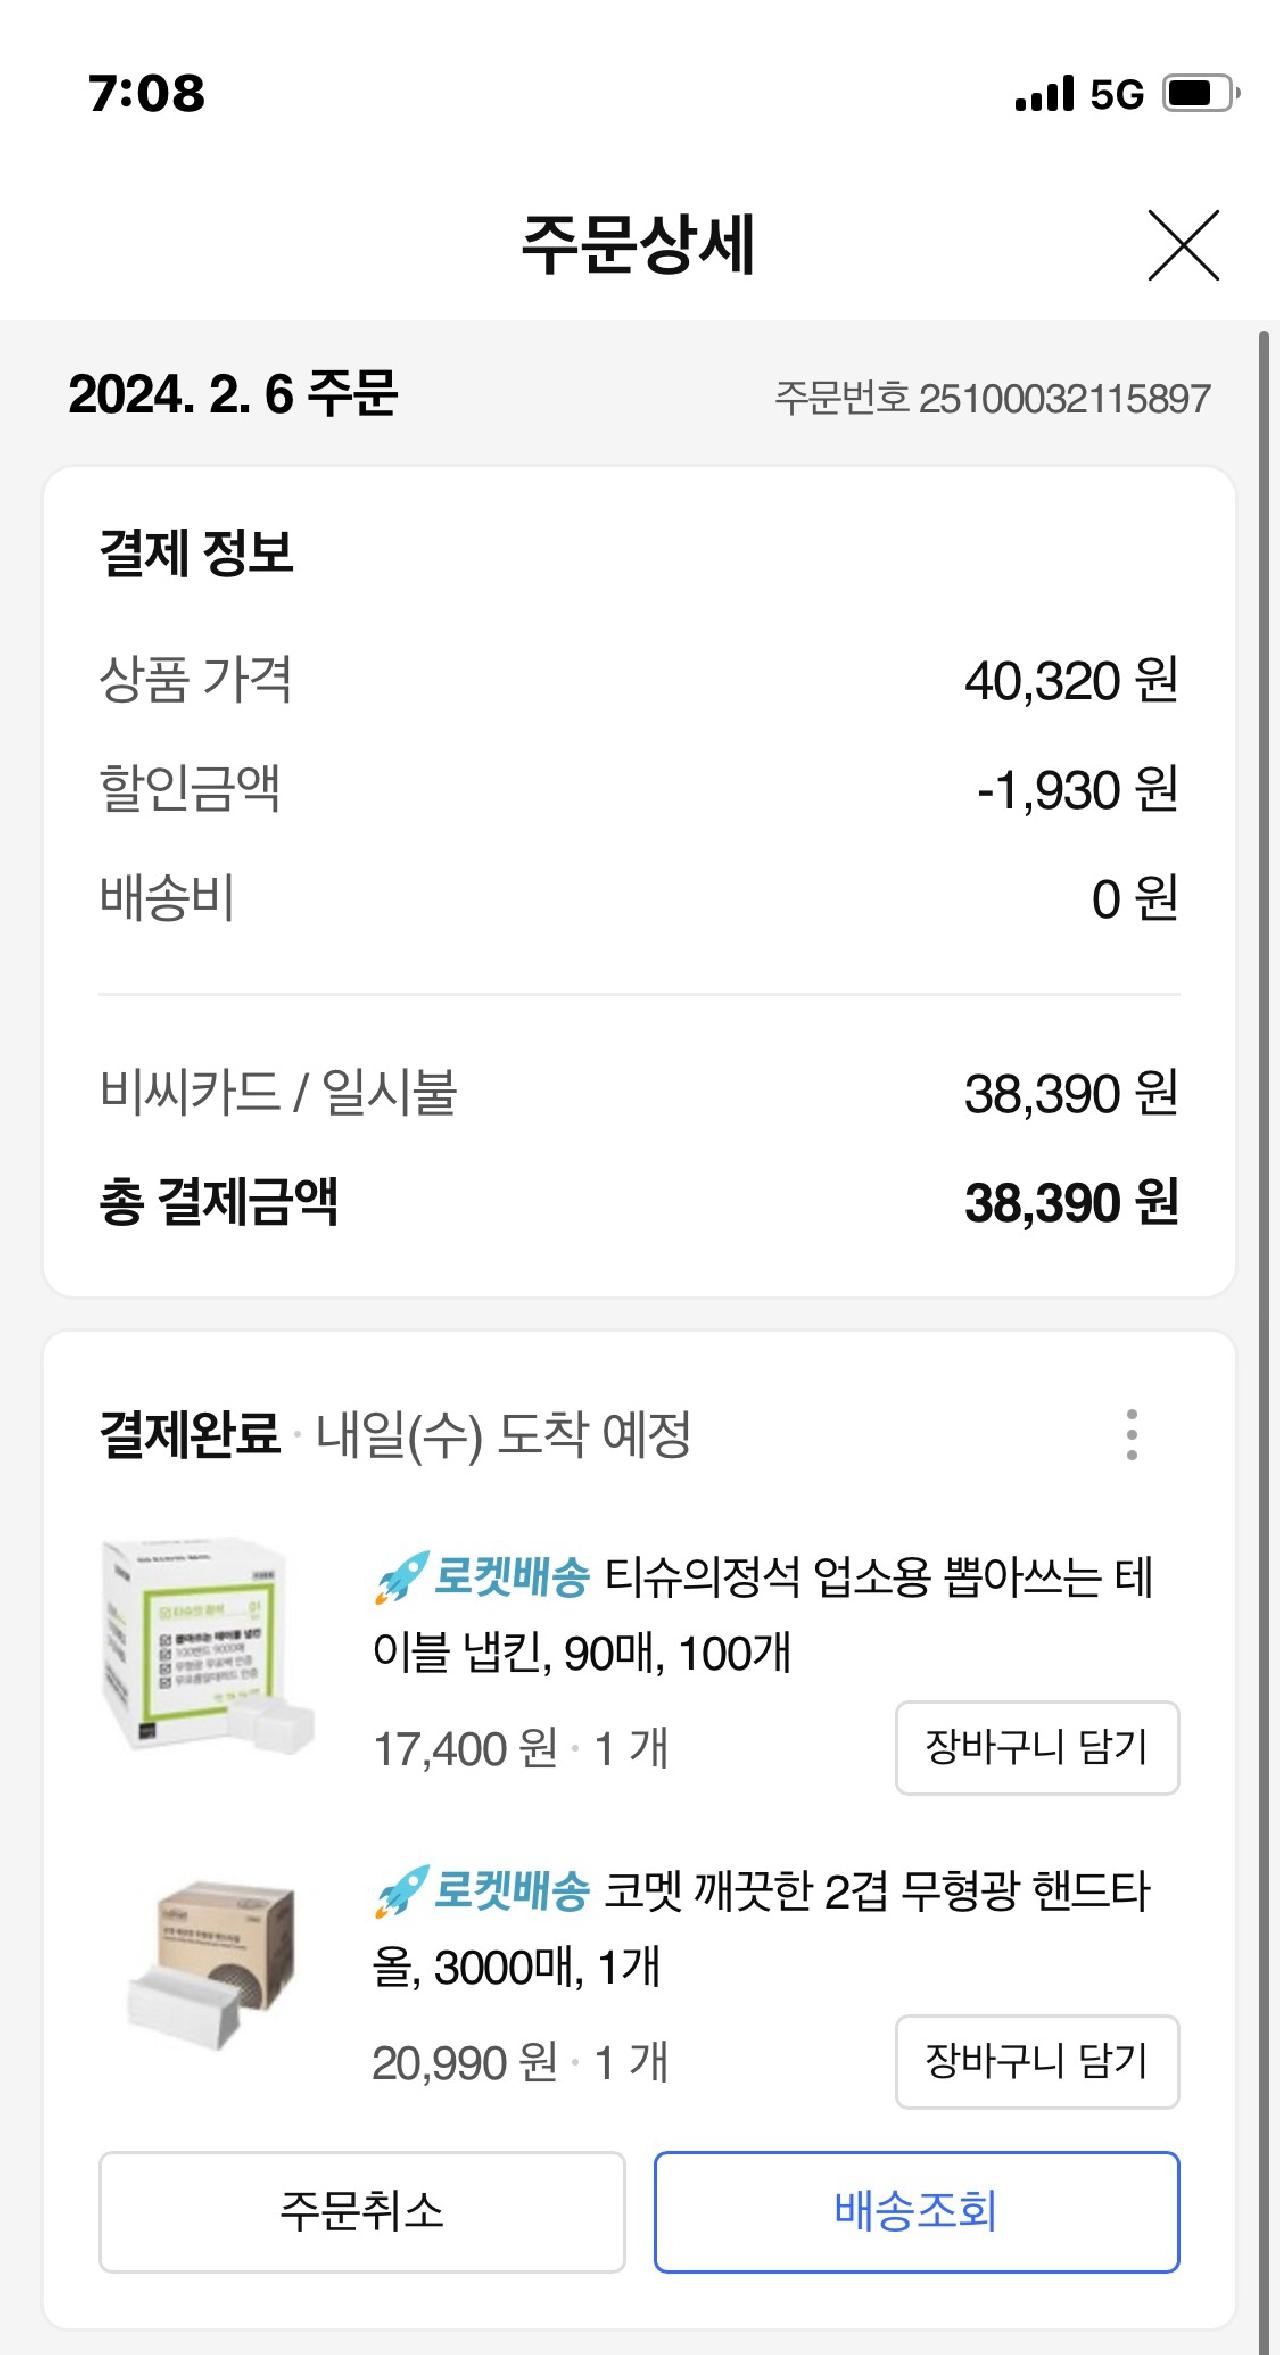 7:08 5G
주문상세
2024. 2. 6 주문 주문번호 25100032115897
결제 정보
상품 가격 40,320 원
할인금액 -1,930 원
배송비 0 원
비씨카드 / 일시불 38,390 원
총 결제금액 38,390 원
결제완료 · 내일(수) 도착 예정
로켓배송 티슈의정석 업소용 뽑아쓰는 테
이블 냅킨, 90매, 100개
17,400 원 · 1 개 장바구니 담기
로켓배송 코멧 깨끗한 2겹 무형광 핸드타
올, 3000매, 1개
20,990 원 · 1 개 장바구니 담기
주문취소 배송조회